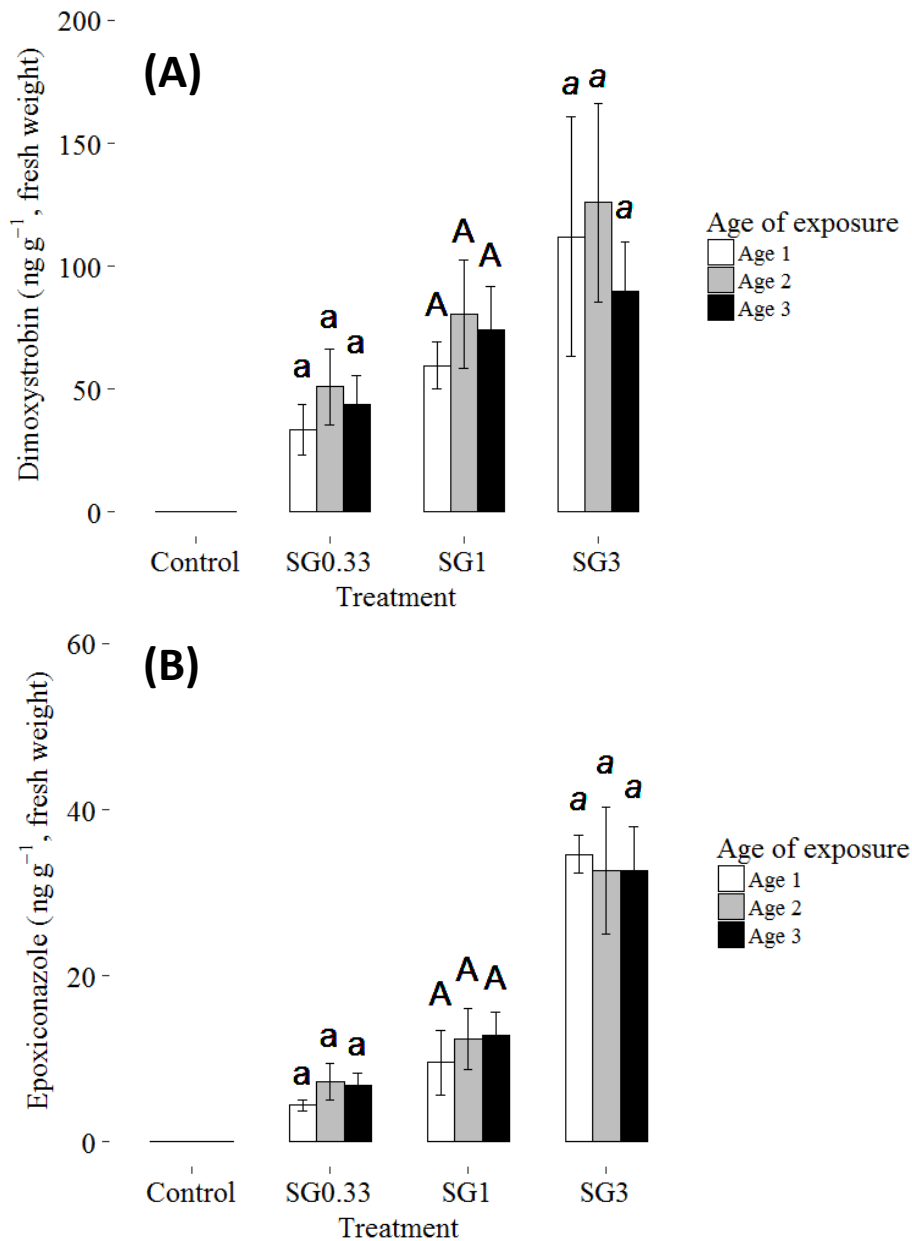 200
(A)
a a
150
a
Dimoxystrobin ( ng g⁻¹, fresh weight)
A A
Age of exposure
Age 1
Age 2
Age 3
100
A
a
a a
50
0
Control SG0.33 SG1 SG3
Treatment
60
(B)
Epoxiconazole ( ng g⁻¹, fresh weight)
a
a a
40
Age of exposure
Age 1
Age 2
Age 3
20
A A
A
a a
a
0
Control SG0.33 SG1 SG3
Treatment